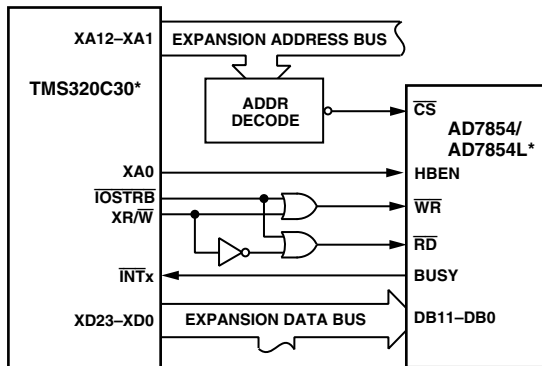 XA12–XA1
EXPANSION ADDRESS BUS
TMS320C30*
ADDR
DECODE
CS
AD7854/
AD7854L*
XA0
HBEN
IOSTRB
WR
XR/W
RD
INTx
BUSY
XD23–XD0
EXPANSION DATA BUS
DB11–DB0